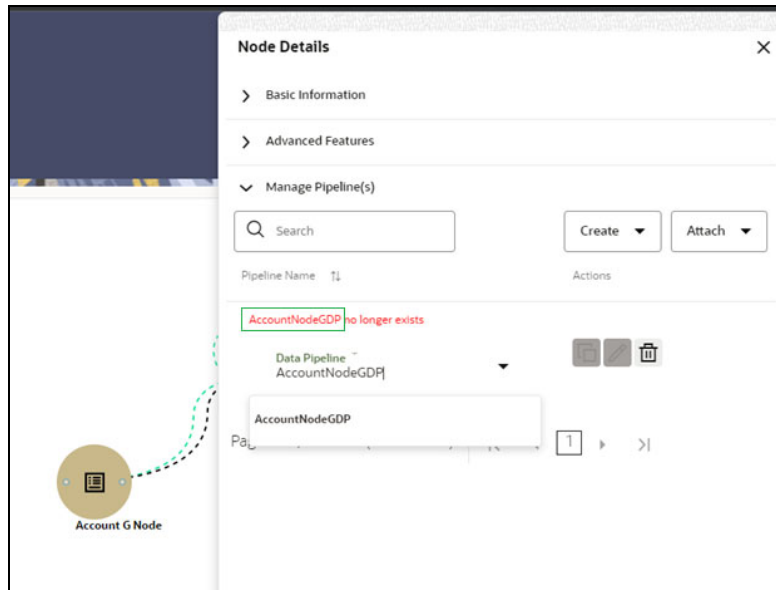 Node Details
Basic Information
Advanced Features
Manage Pipeline(s)
Search
Create
Attach
Pipeline Name
Actions
AccountNodeGDP no longer exists
Data Pipeline
AccountNodeGDP
AccountNodeGDP
1
Account G Node